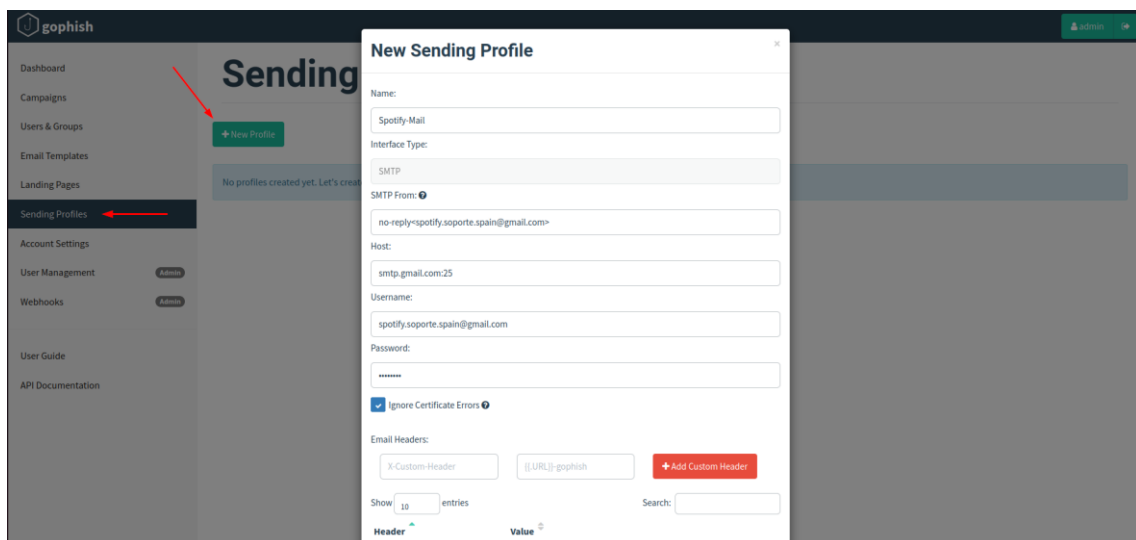 gophish
admin
Dashboard
Campaigns
Users & Groups
Email Templates
Landing Pages
Sending Profiles
Account Settings
User Management Admin
Webhooks Admin
User Guide
API Documentation
Sending
+ New Profile
No profiles created yet. Let's creat
New Sending Profile
×
Name:
Spotify-Mail
Interface Type:
SMTP
SMTP From:
no-reply<spotify.soporte.spain@gmail.com>
Host:
smtp.gmail.com:25
Username:
spotify.soporte.spain@gmail.com
Password:
••••••••
Ignore Certificate Errors
Email Headers:
X-Custom-Header {{.URL}}-gophish + Add Custom Header
Show 10 entries Search:
Header Value